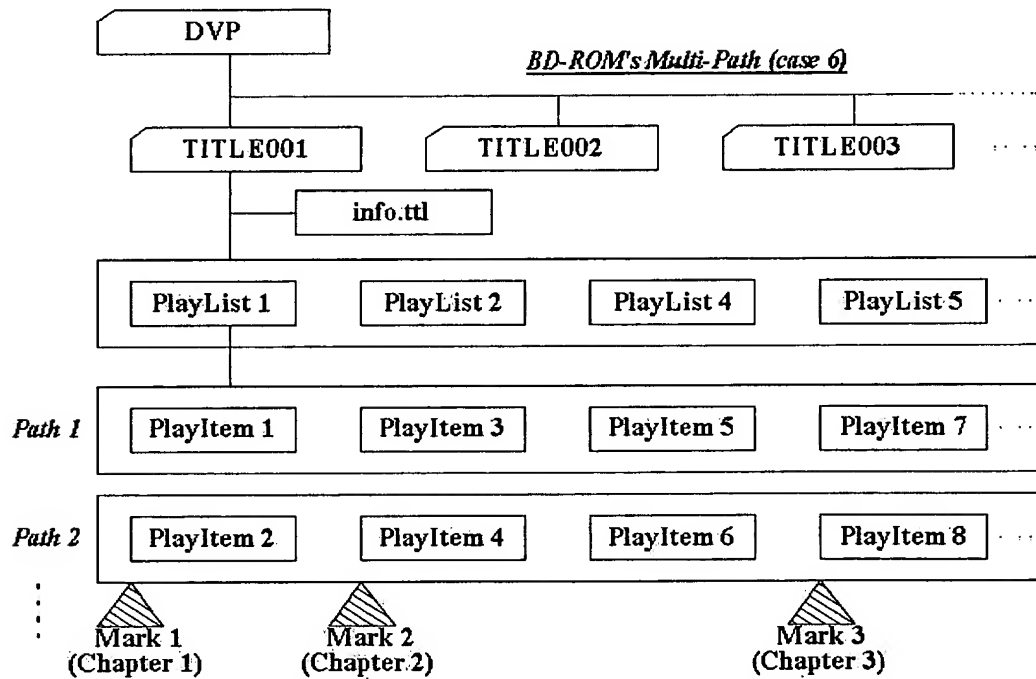 DVP
BD-ROM's Multi-Path (case 6)
TITLE001
TITLE002
TITLE003
info.ttl
PlayList 1
PlayList 2
PlayList 4
PlayList 5
Path 1
PlayItem 1
PlayItem 3
PlayItem 5
PlayItem 7
Path 2
PlayItem 2
PlayItem 4
PlayItem 6
PlayItem 8
Mark 1
(Chapter 1)
Mark 2
(Chapter 2)
Mark 3
(Chapter 3)